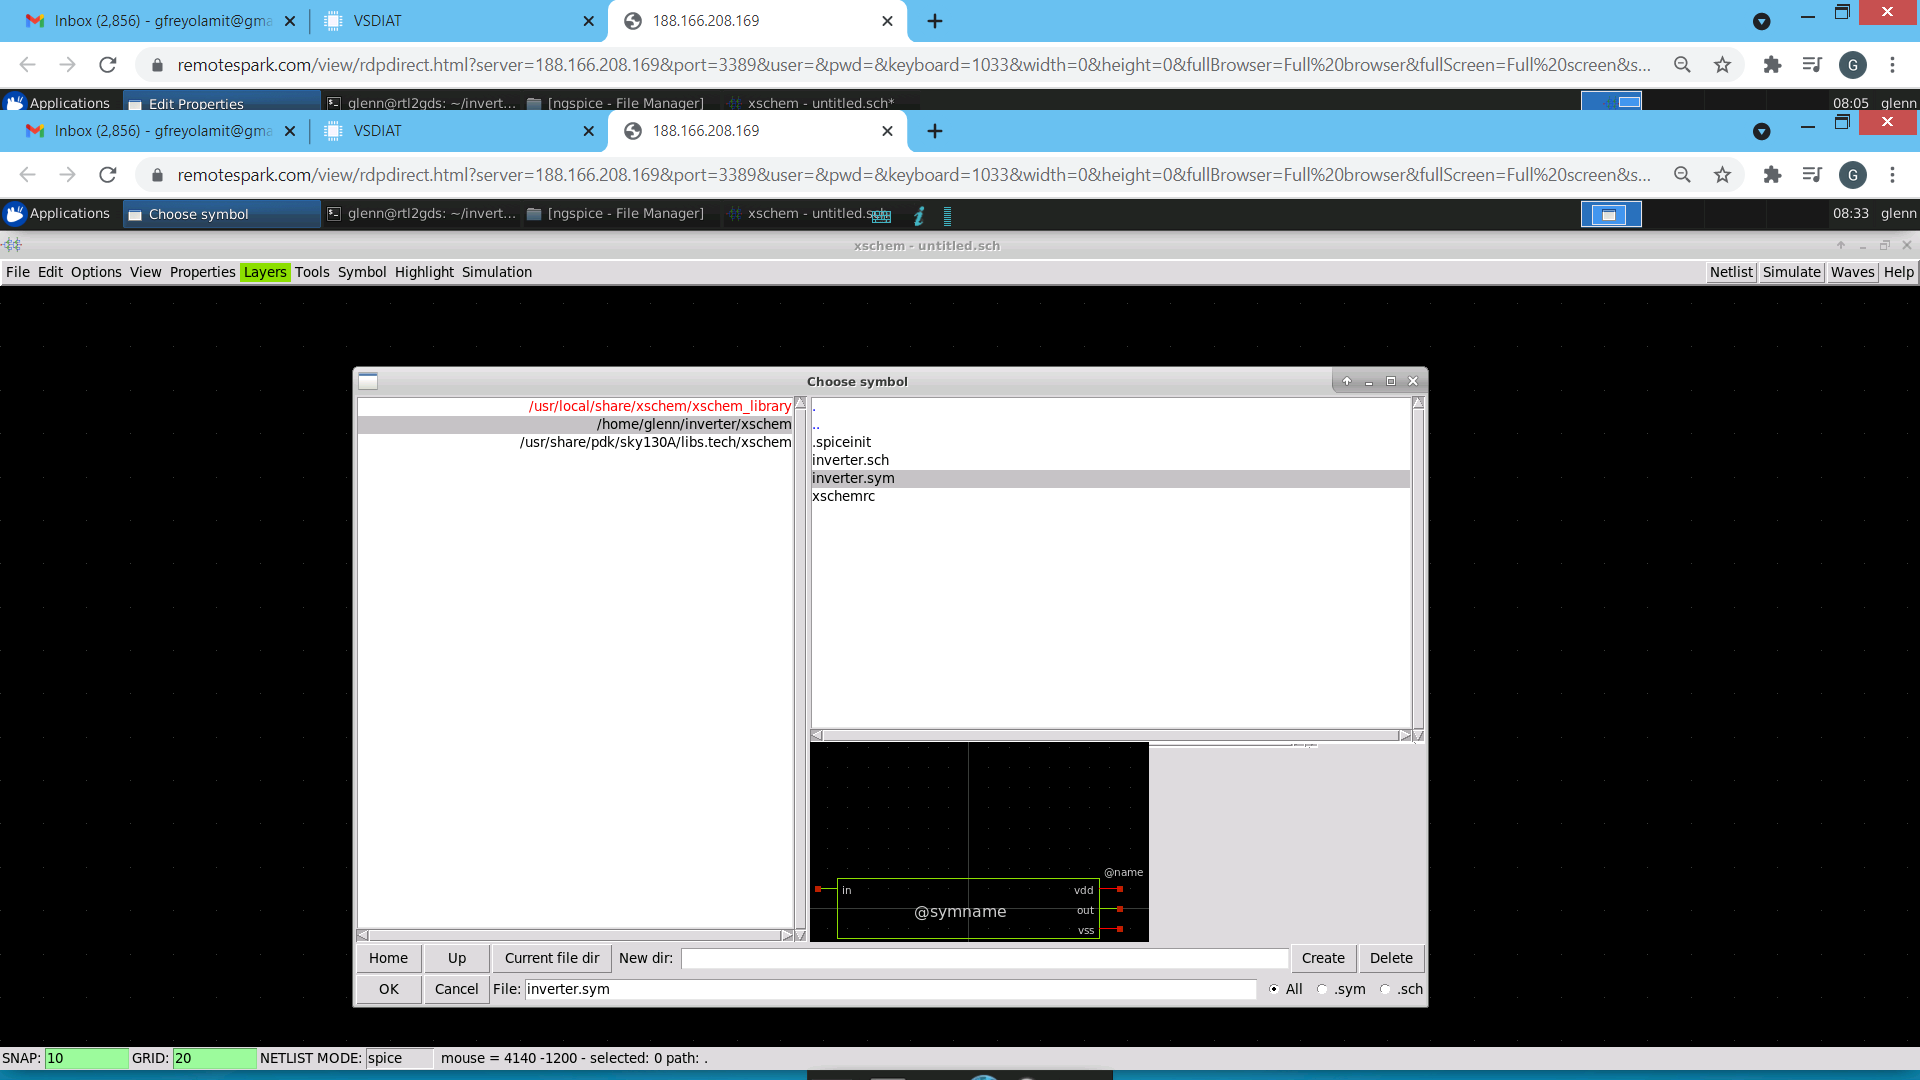 Inbox (2,856) - gfreyolamit@gma VSDIAT 188.166.208.169
remotespark.com/view/rdpdirect.html?server=188.166.208.169&port=3389&user=&pwd=&keyboard=1033&width=0&height=0&fullBrowser=Full%20browser&fullScreen=Full%20screen&s... G
Applications Edit Properties glenn@rtl2gds: ~/invert... [ngspice - File Manager] xschem - untitled.sch* 08:05 glenn
Inbox (2,856) - gfreyolamit@gma VSDIAT 188.166.208.169
remotespark.com/view/rdpdirect.html?server=188.166.208.169&port=3389&user=&pwd=&keyboard=1033&width=0&height=0&fullBrowser=Full%20browser&fullScreen=Full%20screen&s... G
Applications Choose symbol glenn@rtl2gds: ~/invert... [ngspice - File Manager] xschem - untitled.sch 08:33 glenn
xschem - untitled.sch
File Edit Options View Properties Layers Tools Symbol Highlight Simulation Netlist Simulate Waves Help
Choose symbol
/usr/local/share/xschem/xschem_library
/home/glenn/inverter/xschem
/usr/share/pdk/sky130A/libs.tech/xschem
.
..
.spiceinit
inverter.sch
inverter.sym
xschemrc
@name
in vdd
@symname out
vss
Home Up Current file dir New dir: Create Delete
OK Cancel File: inverter.sym All .sym .sch
SNAP: 10 GRID: 20 NETLIST MODE: spice mouse = 4140 -1200 - selected: 0 path: .